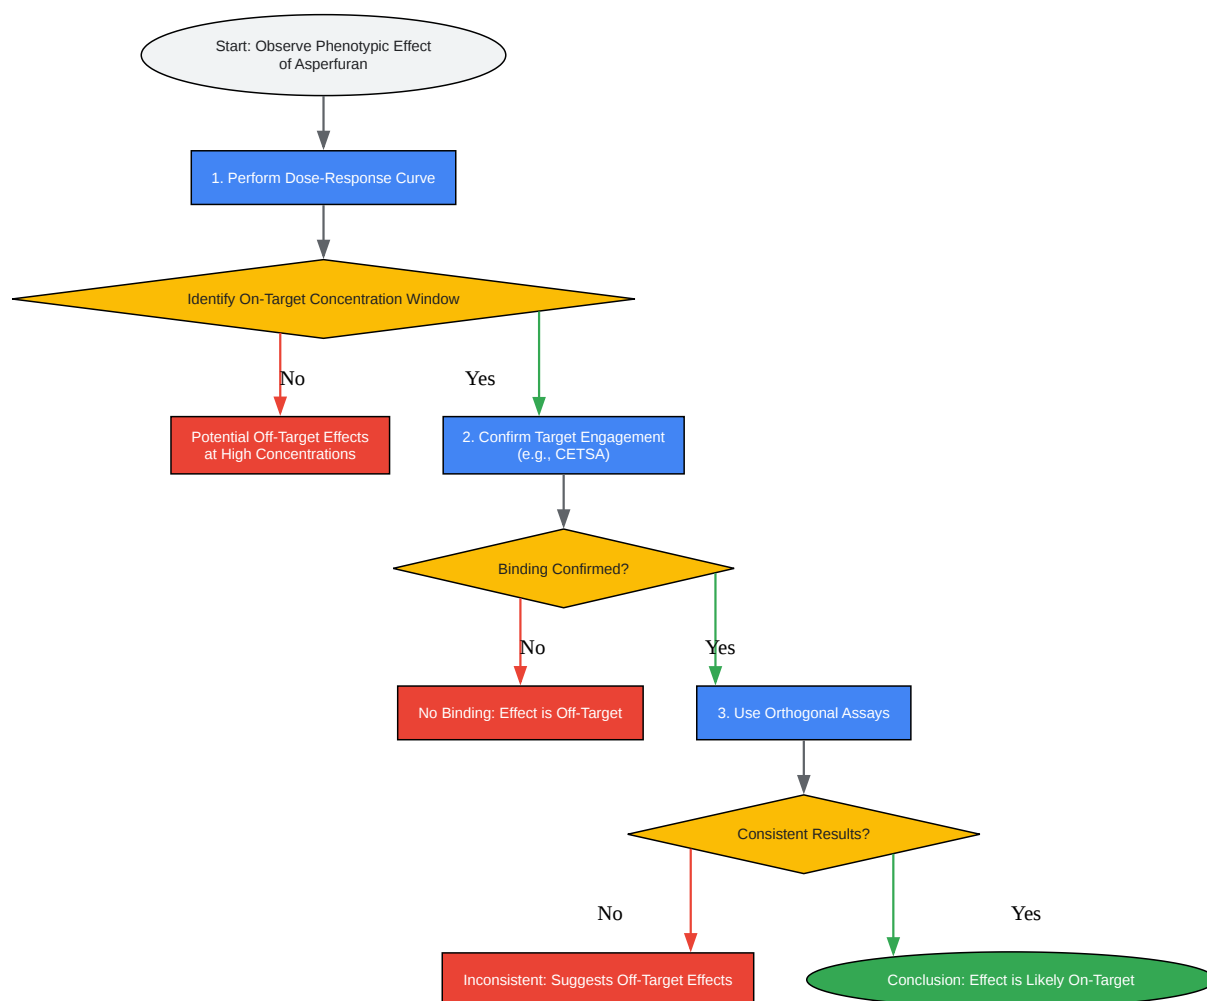 Start: Observe Phenotypic Effect
of Asperfuran
1. Perform Dose-Response Curve
Identify On-Target Concentration Window
No
Yes
Potential Off-Target Effects
at High Concentrations
2. Confirm Target Engagement
(e.g., CETSA)
Binding Confirmed?
No
Yes
No Binding: Effect is Off-Target
3. Use Orthogonal Assays
Consistent Results?
No
Yes
Inconsistent: Suggests Off-Target Effects
Conclusion: Effect is Likely On-Target